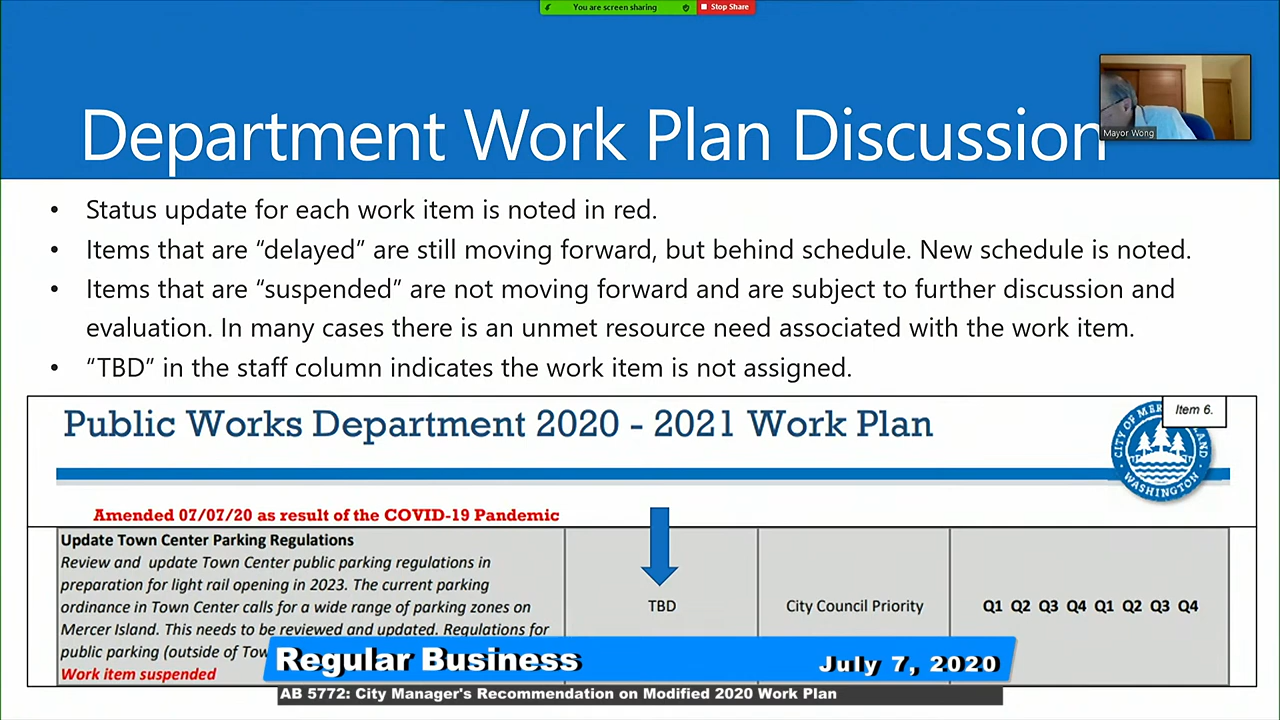 You are screen sharing
Stop Share
Department Work Plan Discussion
Mayor Wong
• Status update for each work item is noted in red.
• Items that are “delayed” are still moving forward, but behind schedule. New schedule is noted.
• Items that are “suspended” are not moving forward and are subject to further discussion and
evaluation. In many cases there is an unmet resource need associated with the work item.
• “TBD” in the staff column indicates the work item is not assigned.
Public Works Department 2020 - 2021 Work Plan
Item 6.
CITY OF MER LAND
WASHINGTON
Amended 07/07/20 as result of the COVID-19 Pandemic
Update Town Center Parking Regulations
Review and update Town Center public parking regulations in
preparation for light rail opening in 2023. The current parking
ordinance in Town Center calls for a wide range of parking zones on
Mercer Island. This needs to be reviewed and updated. Regulations for
public parking (outside of Tow
Work item suspended
TBD
City Council Priority
Q1 Q2 Q3 Q4 Q1 Q2 Q3 Q4
Regular Business
July 7, 2020
AB 5772: City Manager's Recommendation on Modified 2020 Work Plan